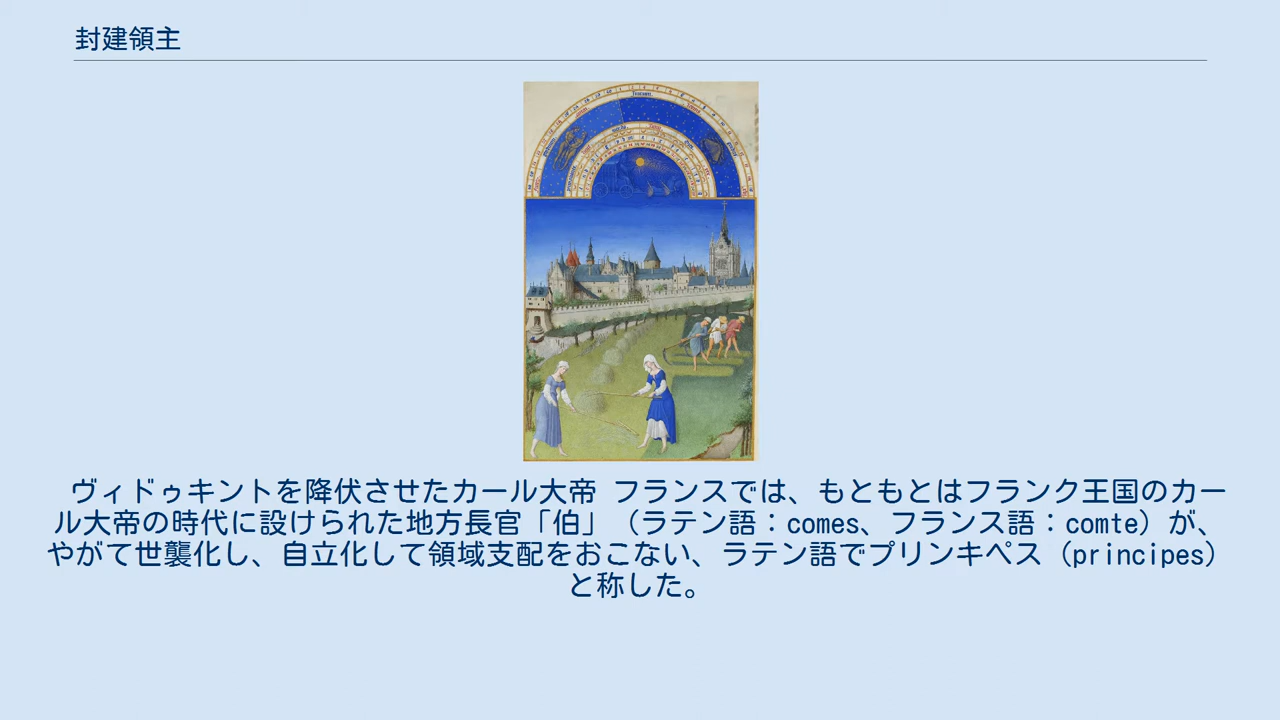 封建領主
ヴィドゥキントを降伏させたカール大帝 フランスでは、もともとはフランク王国のカー
ル大帝の時代に設けられた地方長官「伯」（ラテン語：comes、フランス語：comte）が、
やがて世襲化し、自立化して領域支配をおこない、ラテン語でプリンキペス（principes）
と称した。